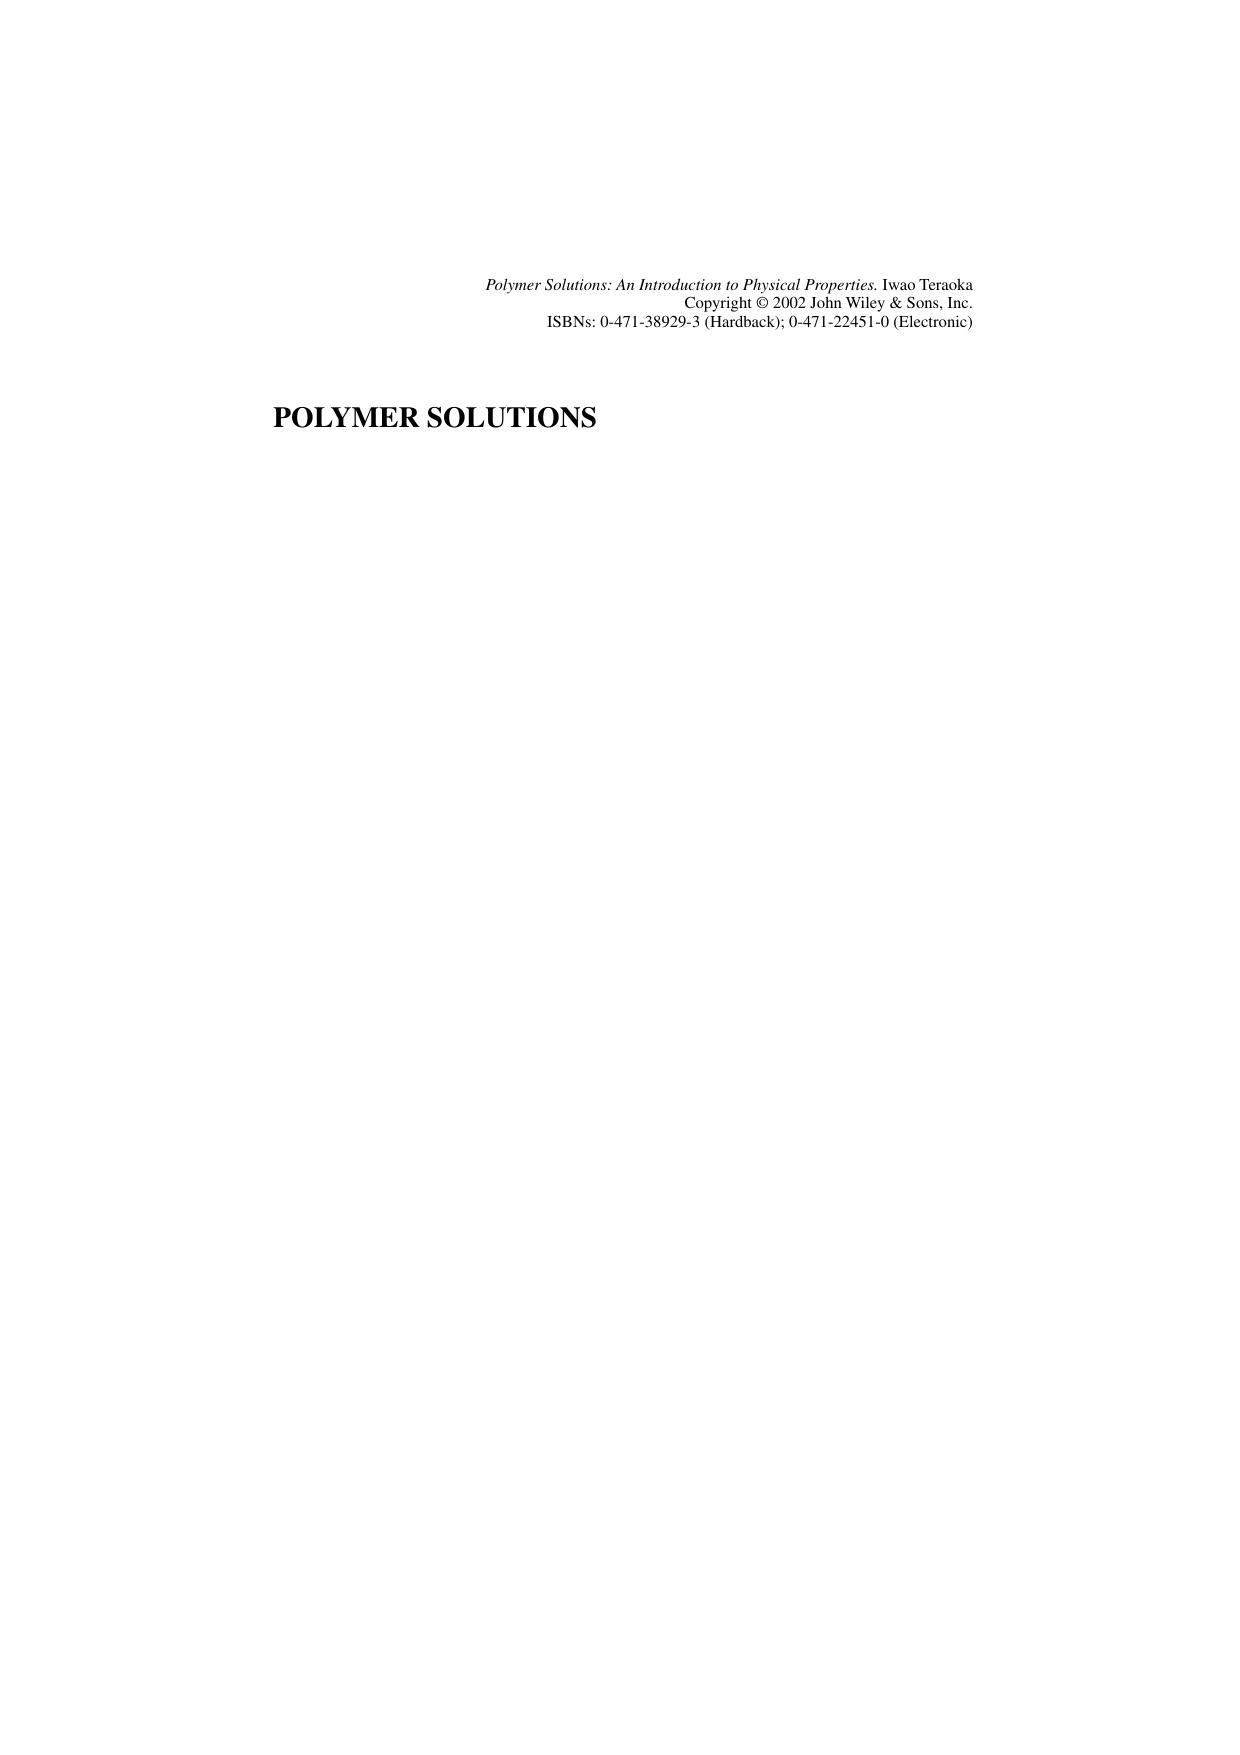 Polymer Solutions: An Introduction to Physical Properties. Iwao Teraoka
Copyright © 2002 John Wiley & Sons, Inc.
ISBNs: 0-471-38929-3 (Hardback); 0-471-22451-0 (Electronic)
POLYMER SOLUTIONS